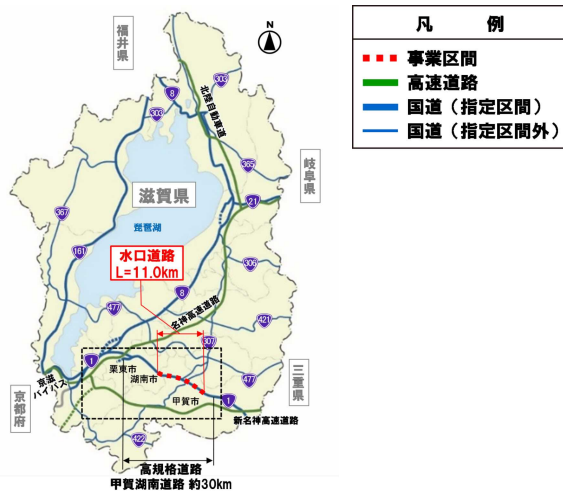 凡 例
事業区間
高速道路
国道（指定区間）
国道（指定区間外）
N
福井県
303
8
303
北陸自動車道
365
岐阜県
21
滋賀県
367
琵琶湖
161
水口道路
L=11.0km
306
8
477
名神高速道路
421
307
1
栗東市
湖南市
三重県
京滋
バイパス
477
甲賀市
1
京都府
新名神高速道路
422
高規格道路
甲賀湖南道路 約30km